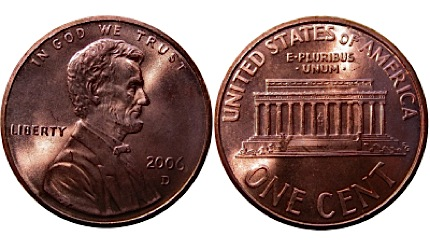 IN GOD WE TRUST
LIBERTY
2006
D
UNITED STATES of AMERICA
E·PLURIBUS
·UNUM·
ONE CENT